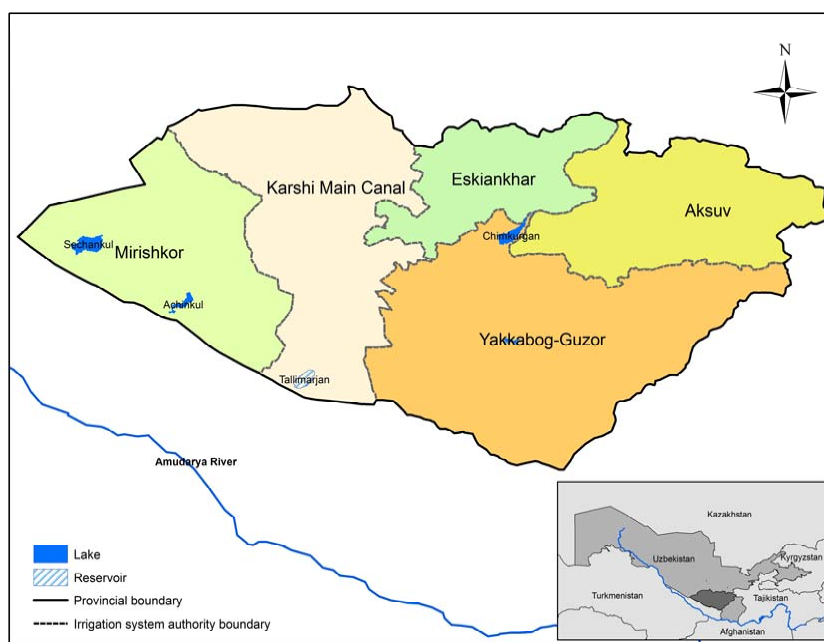 N
Eskiankhar
Karshi Main Canal
Aksuv
Chimkurgan
Sechankul
Mirishkor
Achinkul
Yakkabog-Guzor
Tallimarjan
Amudarya River
Lake
Reservoir
Provincial boundary
Irrigation system authority boundary
Kazakhstan
Uzbekistan
Kyrgyzstan
Turkmenistan
Tajikistan
Afghanistan